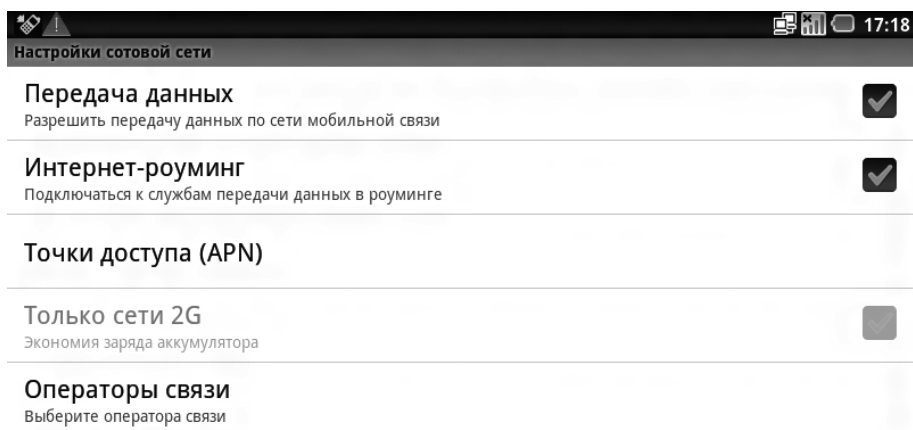 17:18
Настройки сотовой сети
Передача данных
Разрешить передачу данных по сети мобильной связи
Интернет-роуминг
Подключаться к службам передачи данных в роуминге
Точки доступа (APN)
Только сети 2G
Экономия заряда аккумулятора
Операторы связи
Выберите оператора связи